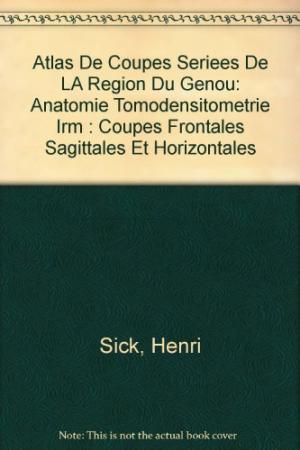 Atlas De Coupes Seriees De
LA Region Du Genou:
Anatomie Tomodensitometrie
Irm : Coupes Frontales
Sagittales Et Horizontales
Sick, Henri
Note: This is not the actual book cover